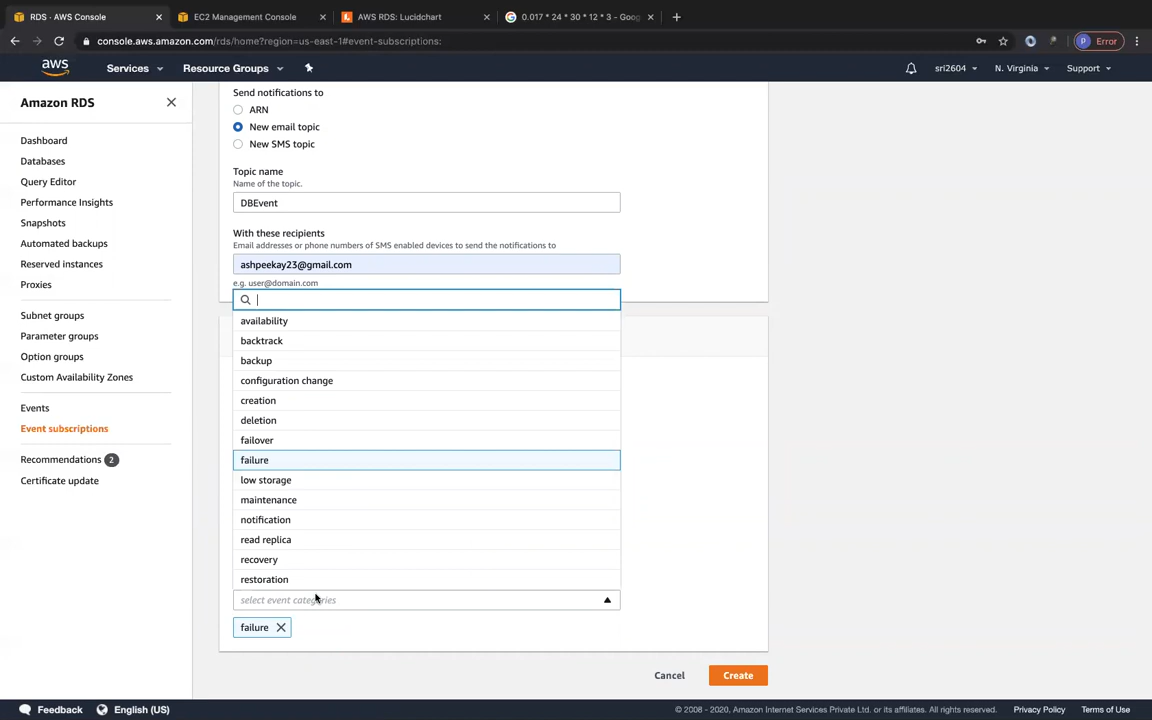 RDS · AWS Console
EC2 Management Console
AWS RDS: Lucidchart
0.017 * 24 * 30 * 12 * 3 - Goog
console.aws.amazon.com/rds/home?region=us-east-1#event-subscriptions:
P
Error
aws
Services
Resource Groups
sri2604
N. Virginia
Support
Amazon RDS
Dashboard
Databases
Query Editor
Performance Insights
Snapshots
Automated backups
Reserved instances
Proxies
Subnet groups
Parameter groups
Option groups
Custom Availability Zones
Events
Event subscriptions
Recommendations 2
Certificate update
Send notifications to
ARN
New email topic
New SMS topic
Topic name
Name of the topic.
DBEvent
With these recipients
Email addresses or phone numbers of SMS enabled devices to send the notifications to
ashpeekay23@gmail.com
e.g. user@domain.com
availability
backtrack
backup
configuration change
creation
deletion
failover
failure
low storage
maintenance
notification
read replica
recovery
restoration
select event categories
failure
Cancel
Create
Feedback
English (US)
© 2008 - 2020, Amazon Internet Services Private Ltd. or its affiliates. All rights reserved.
Privacy Policy
Terms of Use